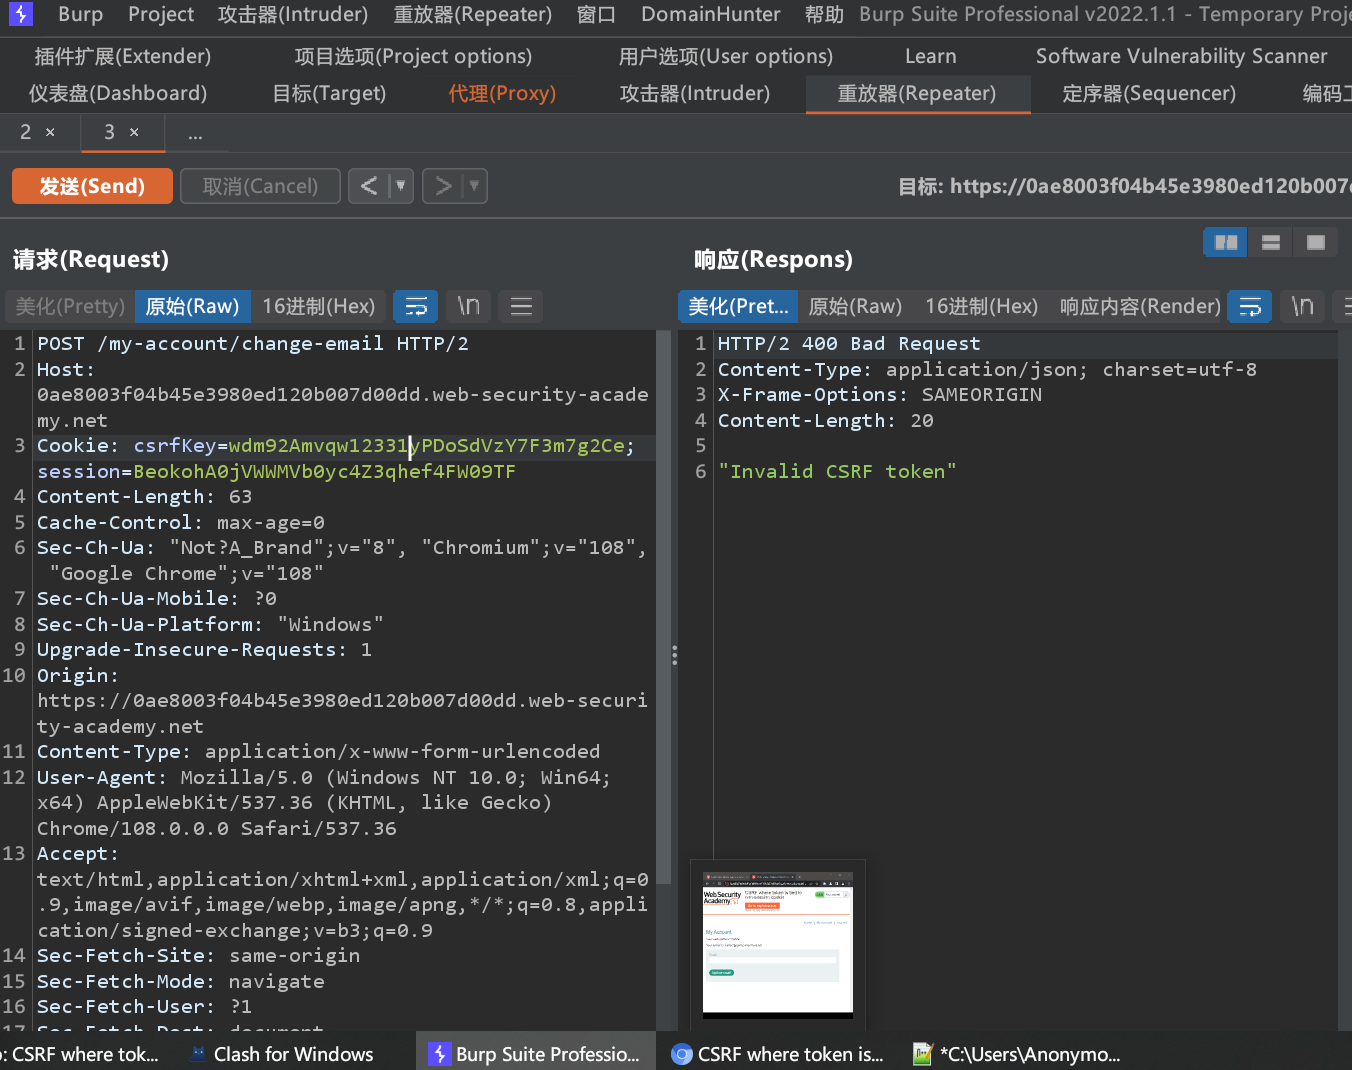 Burp Project 攻击器(Intruder) 重放器(Repeater) 窗口 DomainHunter 帮助 Burp Suite Professional v2022.1.1 - Temporary Proje
插件扩展(Extender) 项目选项(Project options) 用户选项(User options) Learn Software Vulnerability Scanner
仪表盘(Dashboard) 目标(Target) 代理(Proxy) 攻击器(Intruder) 重放器(Repeater) 定序器(Sequencer) 编码工
2 × 3 × ...
发送(Send) 取消(Cancel) < >
目标: https://0ae8003f04b45e3980ed120b007
请求(Request)
美化(Pretty) 原始(Raw) 16进制(Hex) \n
1 POST /my-account/change-email HTTP/2
2 Host:
0ae8003f04b45e3980ed120b007d00dd.web-security-acade
my.net
3 Cookie: csrfKey=wdm92Amvqw12331yPDoSdVzY7F3m7g2Ce;
session=BeokohA0jVWWMVb0yc4Z3qhef4FW09TF
4 Content-Length: 63
5 Cache-Control: max-age=0
6 Sec-Ch-Ua: "Not?A_Brand";v="8", "Chromium";v="108",
"Google Chrome";v="108"
7 Sec-Ch-Ua-Mobile: ?0
8 Sec-Ch-Ua-Platform: "Windows"
9 Upgrade-Insecure-Requests: 1
10 Origin:
https://0ae8003f04b45e3980ed120b007d00dd.web-securi
ty-academy.net
11 Content-Type: application/x-www-form-urlencoded
12 User-Agent: Mozilla/5.0 (Windows NT 10.0; Win64;
x64) AppleWebKit/537.36 (KHTML, like Gecko)
Chrome/108.0.0.0 Safari/537.36
13 Accept:
text/html,application/xhtml+xml,application/xml;q=0
.9,image/avif,image/webp,image/apng,*/*;q=0.8,appli
cation/signed-exchange;v=b3;q=0.9
14 Sec-Fetch-Site: same-origin
15 Sec-Fetch-Mode: navigate
16 Sec-Fetch-User: ?1
17 Sec-Fetch-Dest: document
响应(Respons)
美化(Pret... 原始(Raw) 16进制(Hex) 响应内容(Render) \n
1 HTTP/2 400 Bad Request
2 Content-Type: application/json; charset=utf-8
3 X-Frame-Options: SAMEORIGIN
4 Content-Length: 20
5
6 "Invalid CSRF token"
Web Security
Academy
My Account
: CSRF where tok... Clash for Windows Burp Suite Professio... CSRF where token is... *C:\Users\Anonymo...